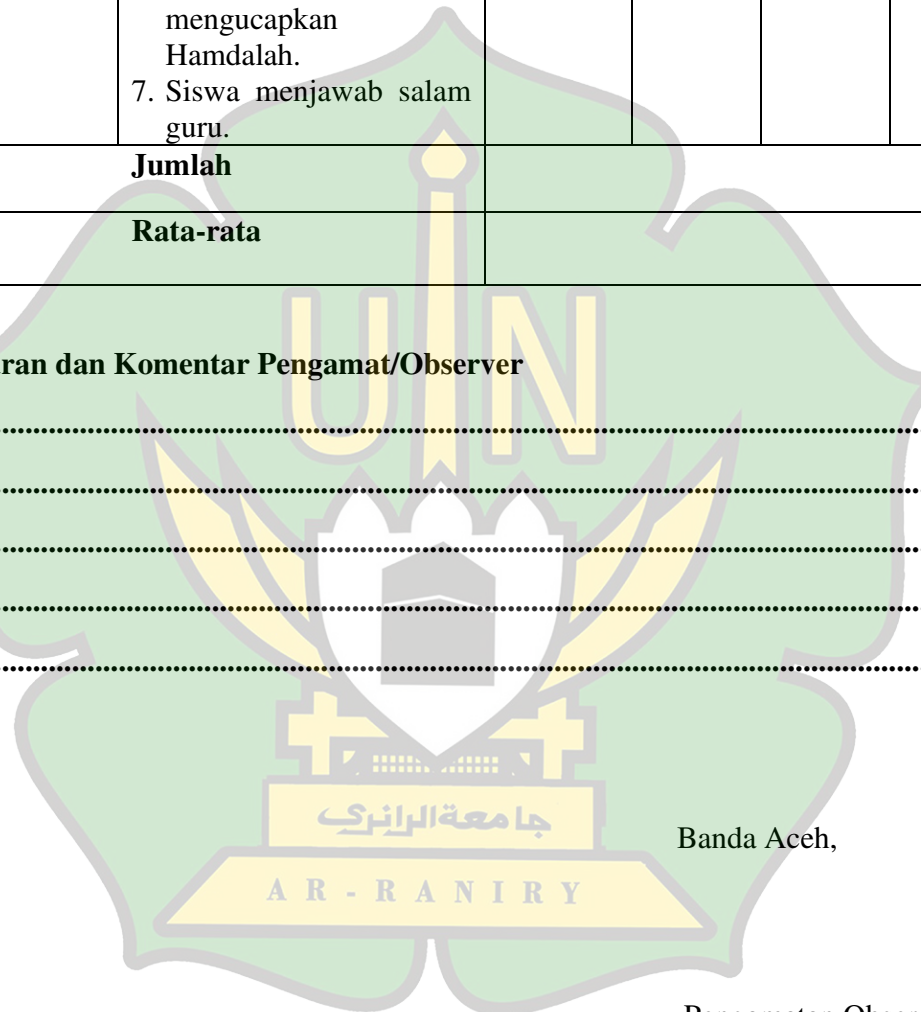 mengucapkan
Hamdalah.
7. Siswa menjawab salam
guru.
Jumlah
Rata-rata
ran dan Komentar Pengamat/Observer
UIN
جامعةالرانري
Banda Aceh,
AR-RANIRY